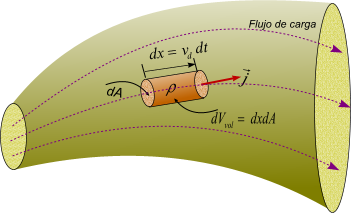 Flujo de carga
dx = v_d dt
dA
ρ
j⃗
dV_vol = dxdA